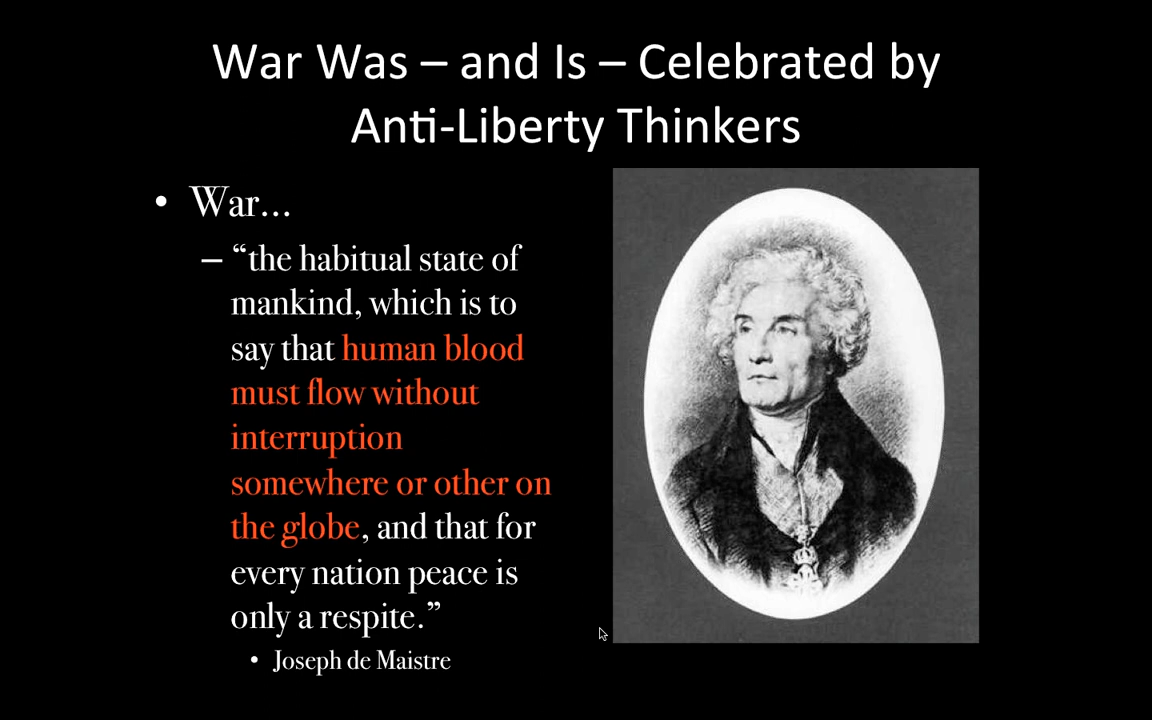 War Was – and Is – Celebrated by
Anti-Liberty Thinkers
• War…
– “the habitual state of
mankind, which is to
say that human blood
must flow without
interruption
somewhere or other on
the globe, and that for
every nation peace is
only a respite.”
• Joseph de Maistre